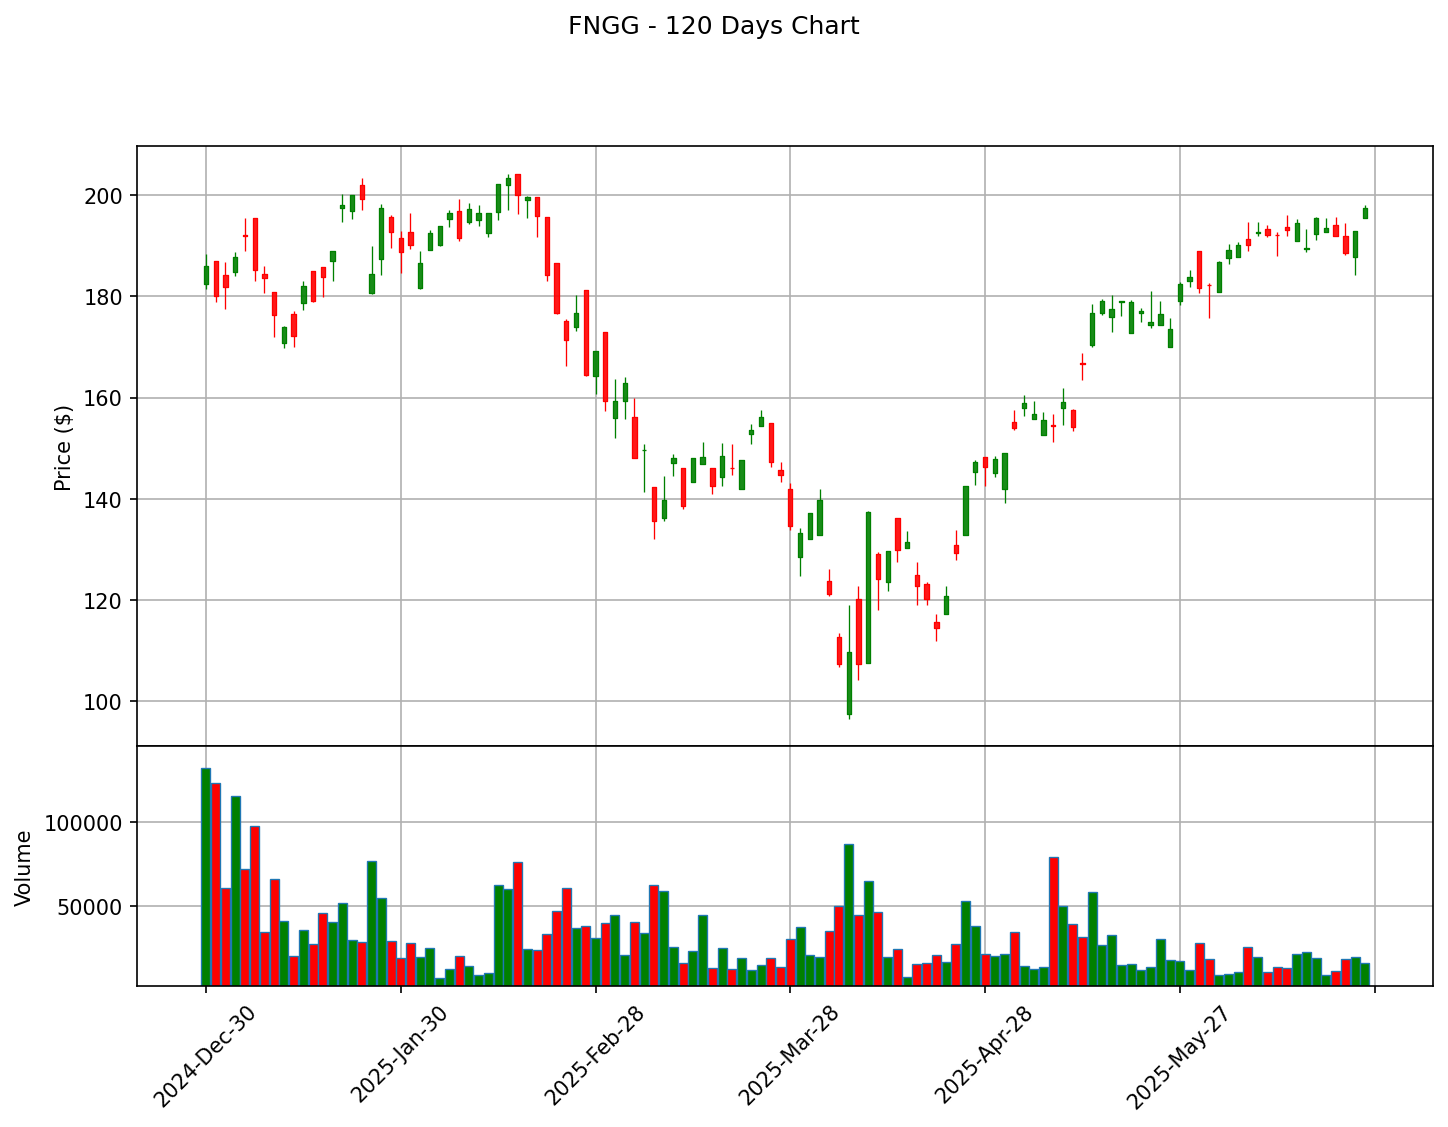 FNGG - 120 Days Chart
Price ($)
200
180
160
140
120
100
Volume
100000
50000
2024-Dec-30
2025-Jan-30
2025-Feb-28
2025-Mar-28
2025-Apr-28
2025-May-27